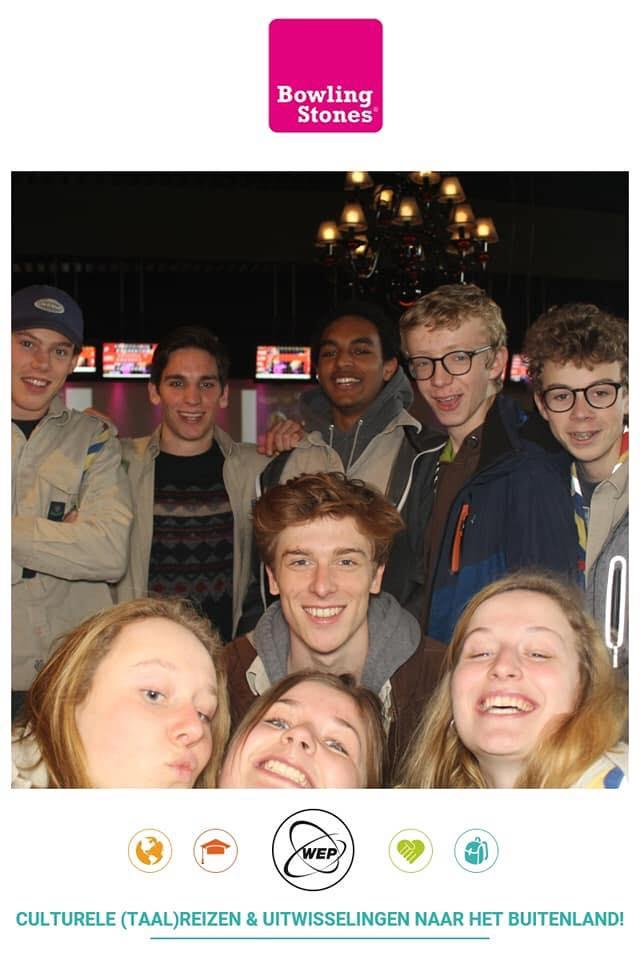 Bowling
Stones®
WEP
CULTURELE (TAAL)REIZEN & UITWISSELINGEN NAAR HET BUITENLAND!